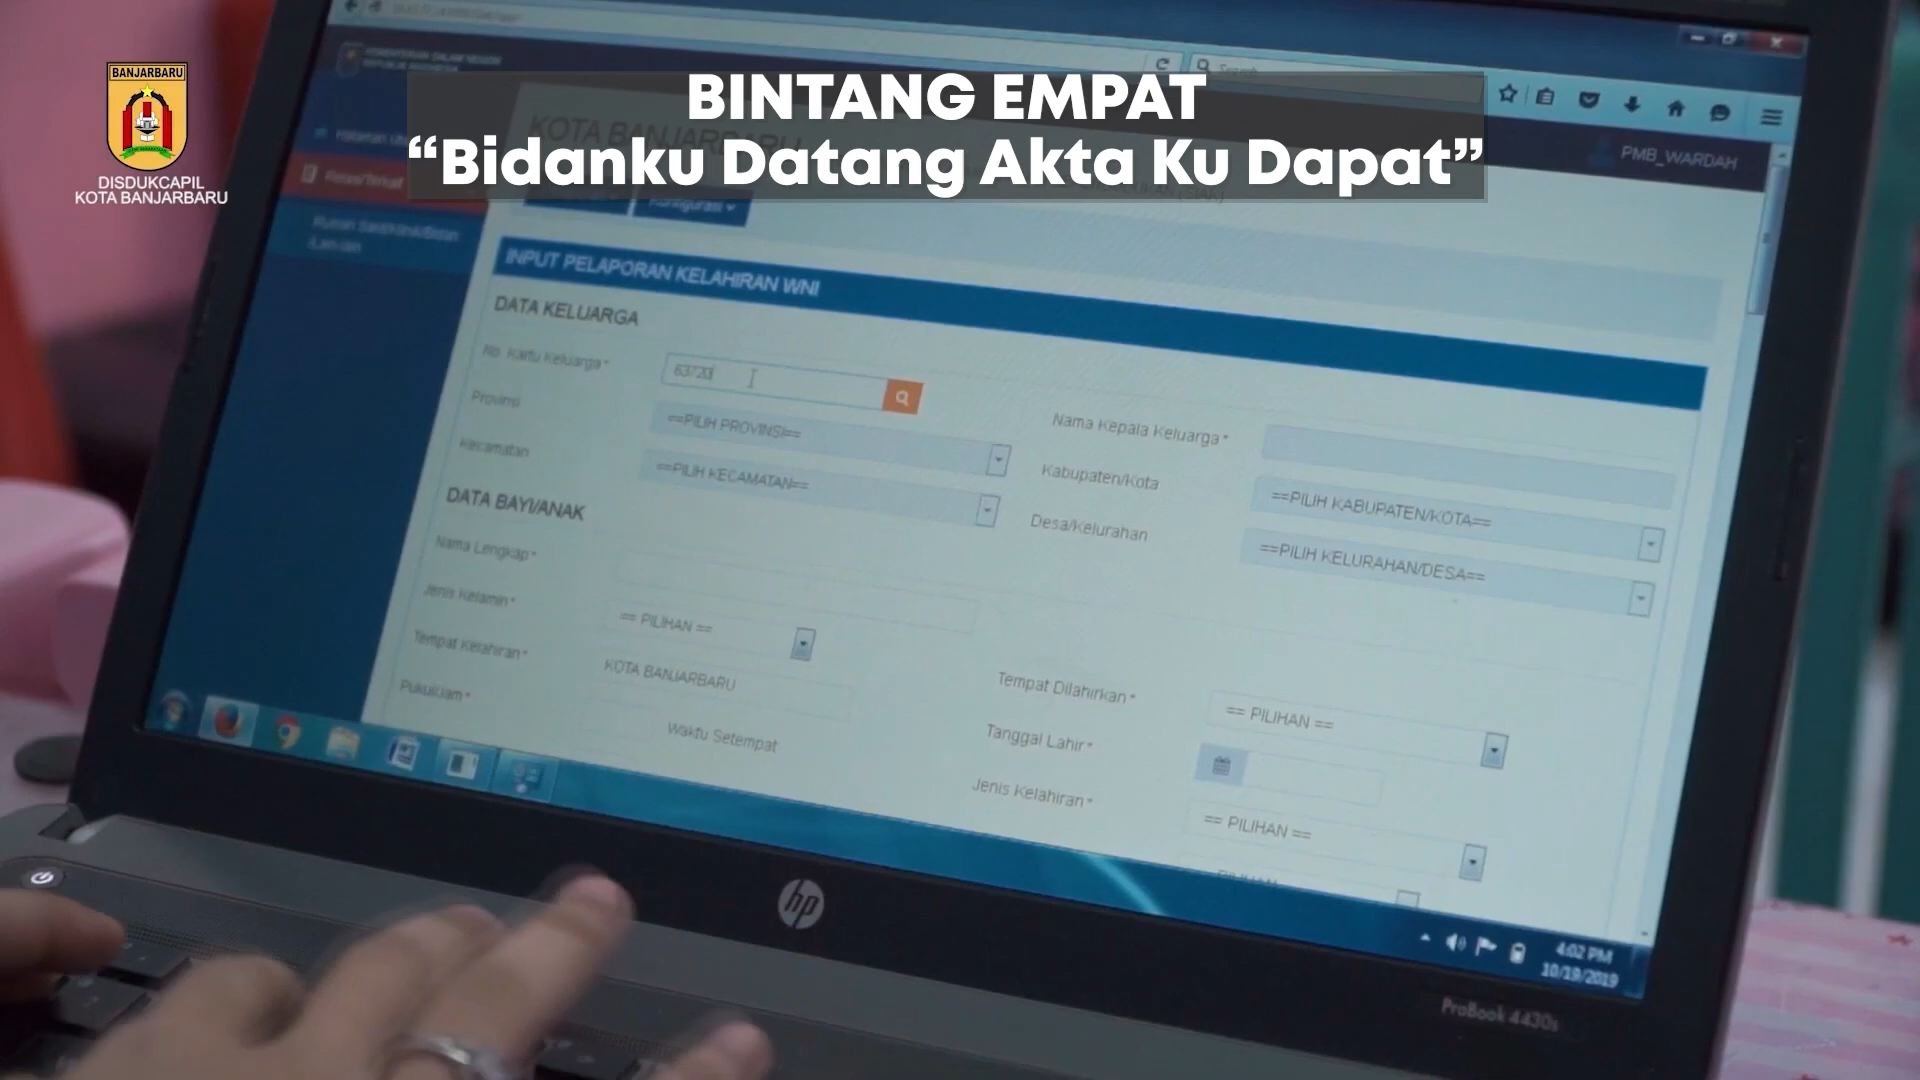 BANJARBARU
DISDUKCAPIL
KOTA BANJARBARU
BINTANG EMPAT
“Bidanku Datang Akta Ku Dapat”
KOTA BANJARBARU
PMB_WARDAH
Konfigurasi
INPUT PELAPORAN KELAHIRAN WNI
DATA KELUARGA
No. Kartu Keluarga*
63720
Nama Kepala Keluarga*
Provinsi
==PILIH PROVINSI==
Kabupaten/Kota
==PILIH KABUPATEN/KOTA==
Kecamatan
==PILIH KECAMATAN==
Desa/Kelurahan
==PILIH KELURAHAN/DESA==
DATA BAYI/ANAK
Nama Lengkap*
Jenis Kelamin*
== PILIHAN ==
Tempat Dilahirkan*
== PILIHAN ==
Tempat Kelahiran*
KOTA BANJARBARU
Tanggal Lahir*
Pukul/Jam*
Waktu Setempat
Jenis Kelahiran*
== PILIHAN ==
4:02 PM
10/19/2019
hp
ProBook 4430s